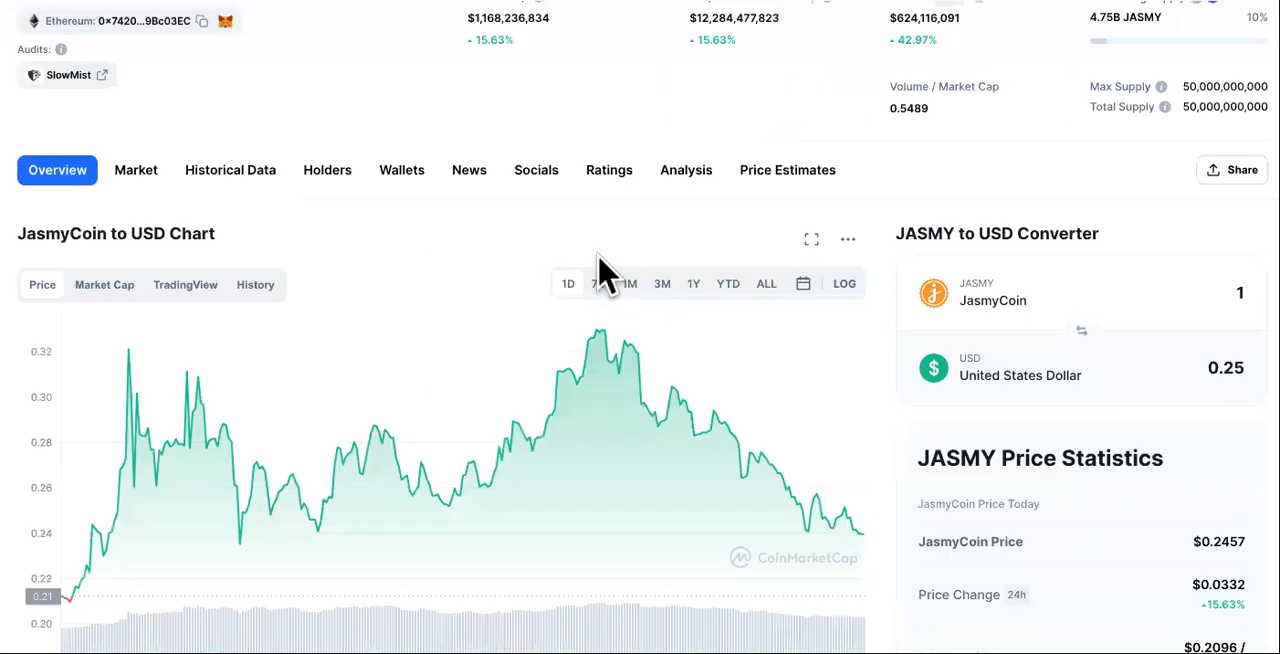 Ethereum: 0x7420...9Bc03EC
$1,168,236,834
$12,284,477,823
$624,116,091
4.75B JASMY
10%
15.63%
15.63%
42.97%
Audits:
SlowMist
Volume / Market Cap
0.5489
Max Supply 50,000,000,000
Total Supply 50,000,000,000
Overview Market Historical Data Holders Wallets News Socials Ratings Analysis Price Estimates
Share
JasmyCoin to USD Chart
Price Market Cap TradingView History
1D 3M 1Y YTD ALL LOG
0.32
0.30
0.28
0.26
0.24
0.22
0.21
0.20
CoinMarketCap
JASMY to USD Converter
JASMY
JasmyCoin
1
USD
United States Dollar
0.25
JASMY Price Statistics
JasmyCoin Price Today
JasmyCoin Price $0.2457
Price Change 24h $0.0332
-15.63%
$0.2096 /